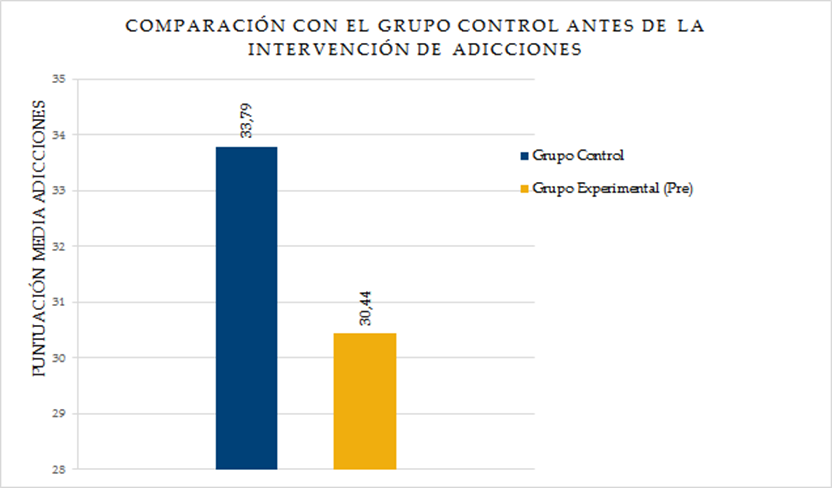 COMPARACIÓN CON EL GRUPO CONTROL ANTES DE LA
INTERVENCIÓN DE ADICCIONES
PUNTUACIÓN MEDIA ADICCIONES
35
34
33
32
31
30
29
28
33,79
30,44
Grupo Control
Grupo Experimental (Pre)